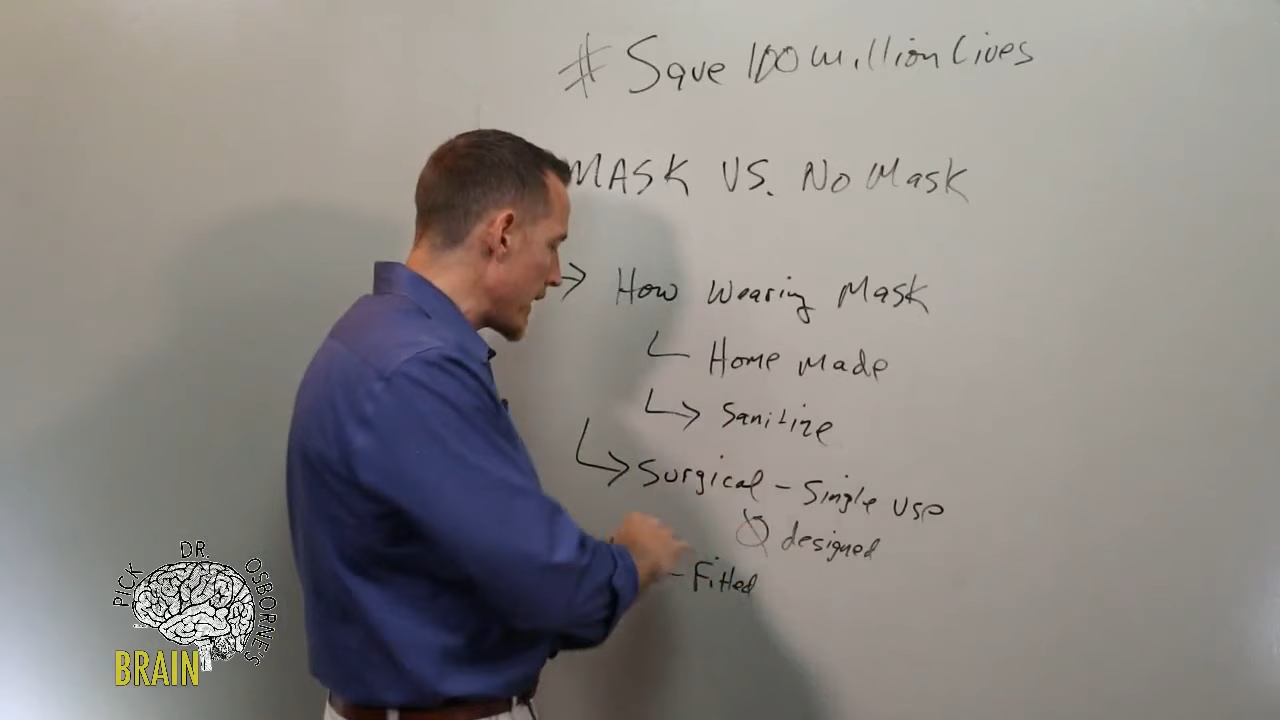 # Save 100 million Lives
MASK VS. No Mask
How Wearing Mask
Home Made
Sanitize
Surgical - Single Use
designed
- Fitted
PICK DR. OSBORNE'S
BRAIN